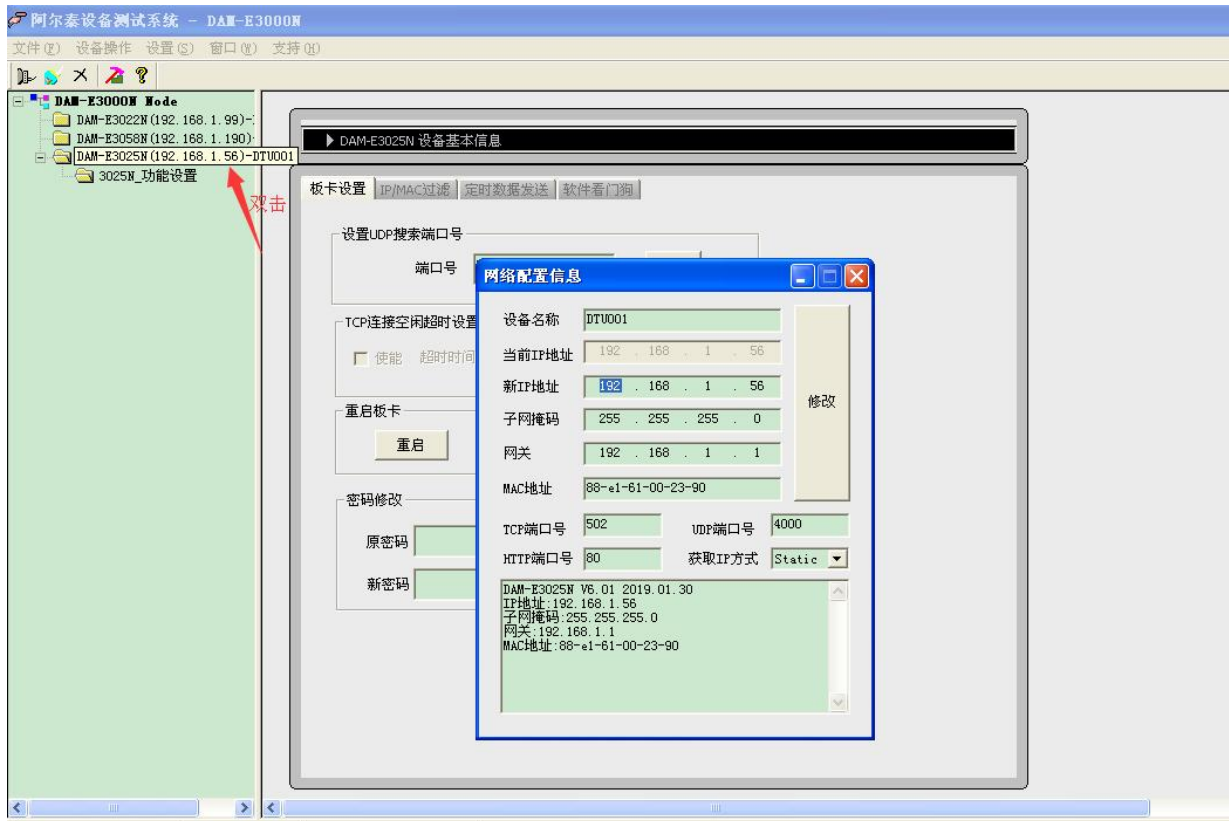 阿尔泰设备测试系统 - DAM-E3000N
文件(F) 设备操作 设置(S) 窗口(W) 支持(H)
DAM-E3000N Node
DAM-E3022N(192.168.1.99)-
DAM-E3058N(192.168.1.190)-
DAM-E3025N(192.168.1.56)-DTU001
3025N_功能设置
双击
DAM-E3025N 设备基本信息
板卡设置 IP/MAC过滤 定时数据发送 软件看门狗
设置UDP搜索端口号
端口号
TCP连接空闲超时设置
使能 超时时间
重启板卡
重启
密码修改
原密码
新密码
网络配置信息
设备名称 DTU001
当前IP地址 192 . 168 . 1 . 56
新IP地址 192 . 168 . 1 . 56
修改
子网掩码 255 . 255 . 255 . 0
网关 192 . 168 . 1 . 1
MAC地址 88-e1-61-00-23-90
TCP端口号 502 UDP端口号 4000
HTTP端口号 80 获取IP方式 Static
DAM-E3025N V6.01 2019.01.30
IP地址:192.168.1.56
子网掩码:255.255.255.0
网关:192.168.1.1
MAC地址:88-e1-61-00-23-90